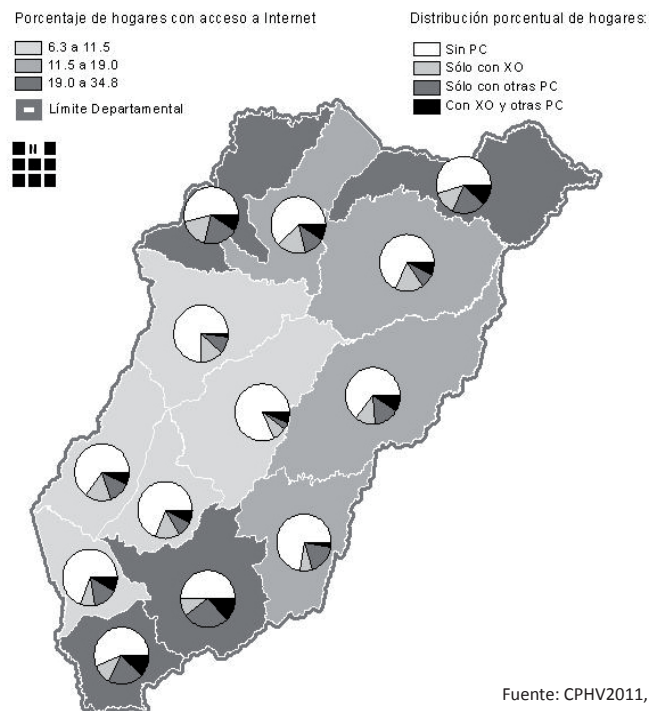 Porcentaje de hogares con acceso a Internet
6.3 a 11.5
11.5 a 19.0
19.0 a 34.8
Límite Departamental
N
Distribución porcentual de hogares:
Sin PC
Sólo con XO
Sólo con otras PC
Con XO y otras PC
Fuente: CPHV2011,